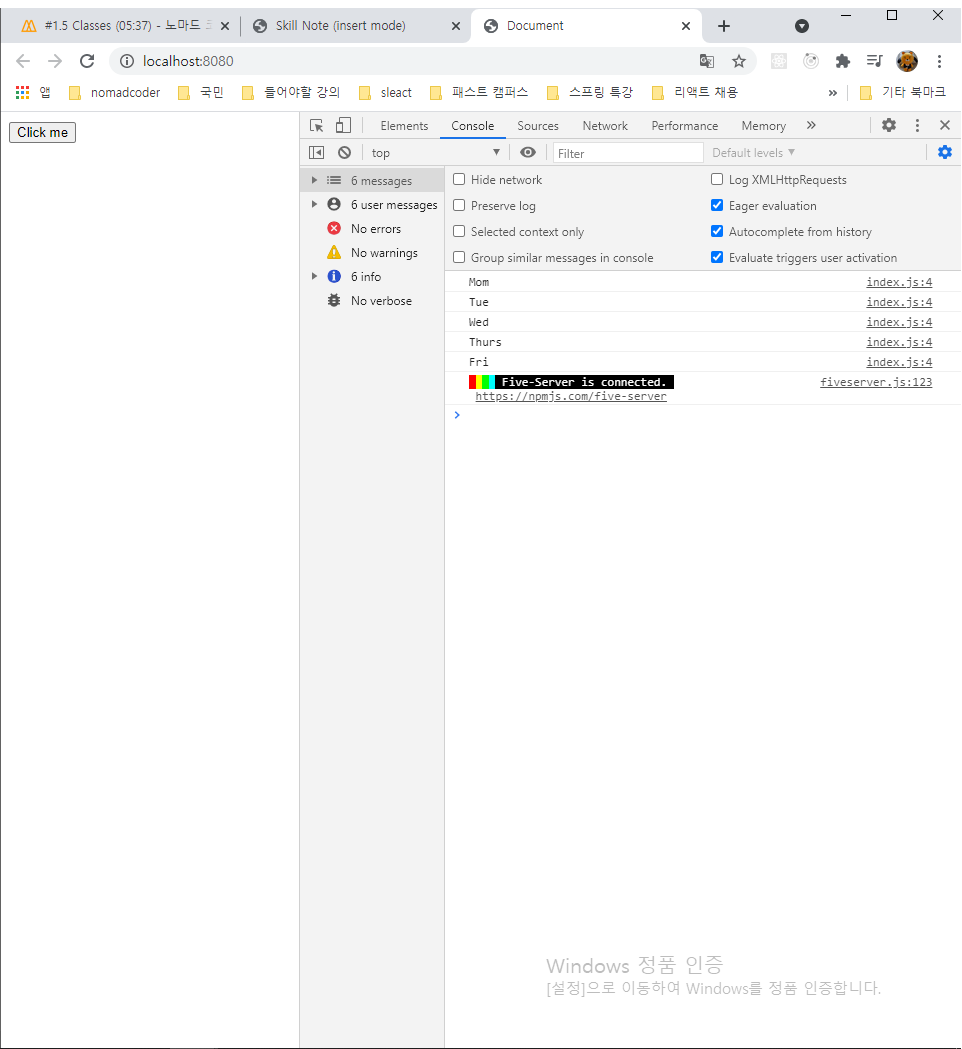 #1.5 Classes (05:37) - 노마드
Skill Note (insert mode)
Document
localhost:8080
앱
nomadcoder
국민
들어야할 강의
sleact
패스트 캠퍼스
스프링 특강
리액트 채용
»
기타 북마크
Click me
Elements
Console
Sources
Network
Performance
Memory
»
top
Filter
Default levels
6 messages
6 user messages
No errors
No warnings
6 info
No verbose
Hide network
Log XMLHttpRequests
Preserve log
Eager evaluation
Selected context only
Autocomplete from history
Group similar messages in console
Evaluate triggers user activation
Mom index.js:4
Tue index.js:4
Wed index.js:4
Thurs index.js:4
Fri index.js:4
Five-Server is connected. fiveserver.js:123
https://npmjs.com/five-server
Windows 정품 인증
[설정]으로 이동하여 Windows를 정품 인증합니다.